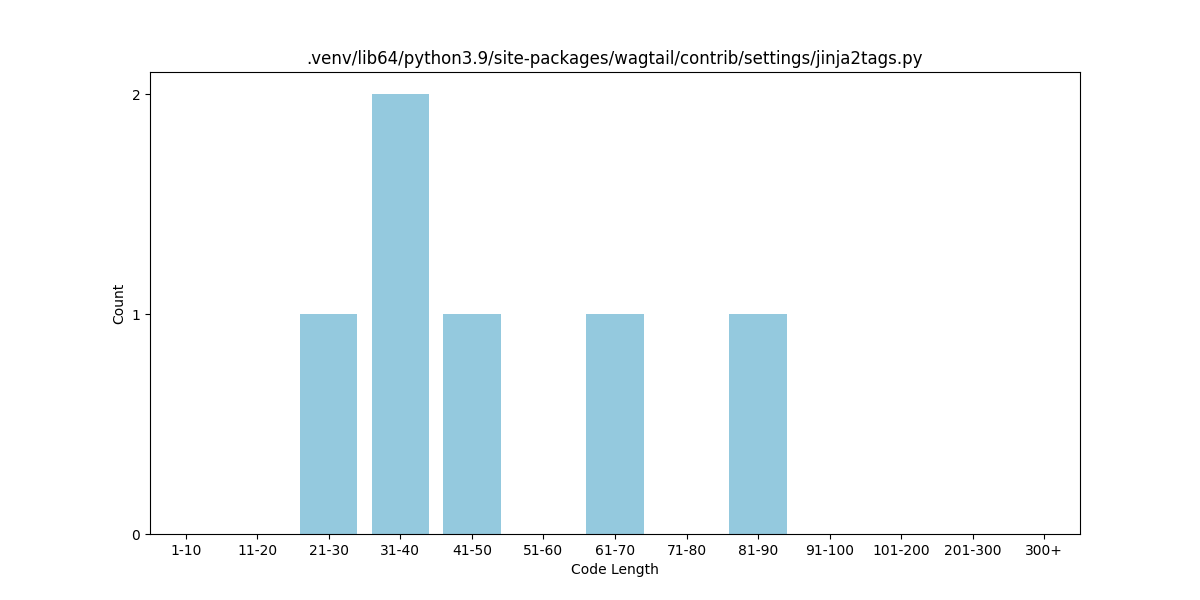 .venv/lib64/python3.9/site-packages/wagtail/contrib/settings/jinja2tags.py
2
1
0
Count
1-10 11-20 21-30 31-40 41-50 51-60 61-70 71-80 81-90 91-100 101-200 201-300 300+
Code Length